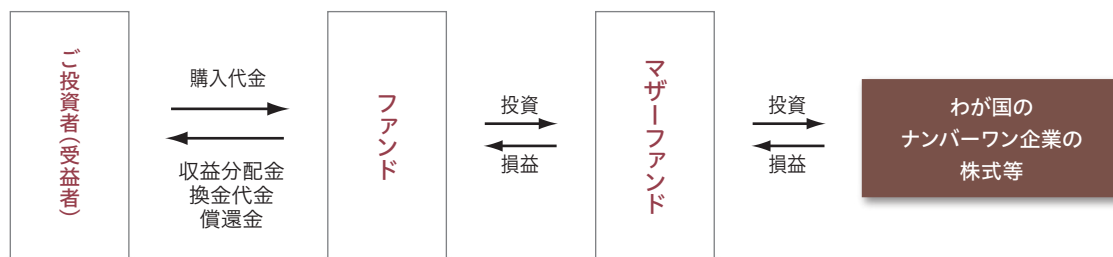 ご投資者(受益者)
購入代金
収益分配金
換金代金
償還金
ファンド
投資
損益
マザーファンド
投資
損益
わが国の
ナンバーワン企業の
株式等